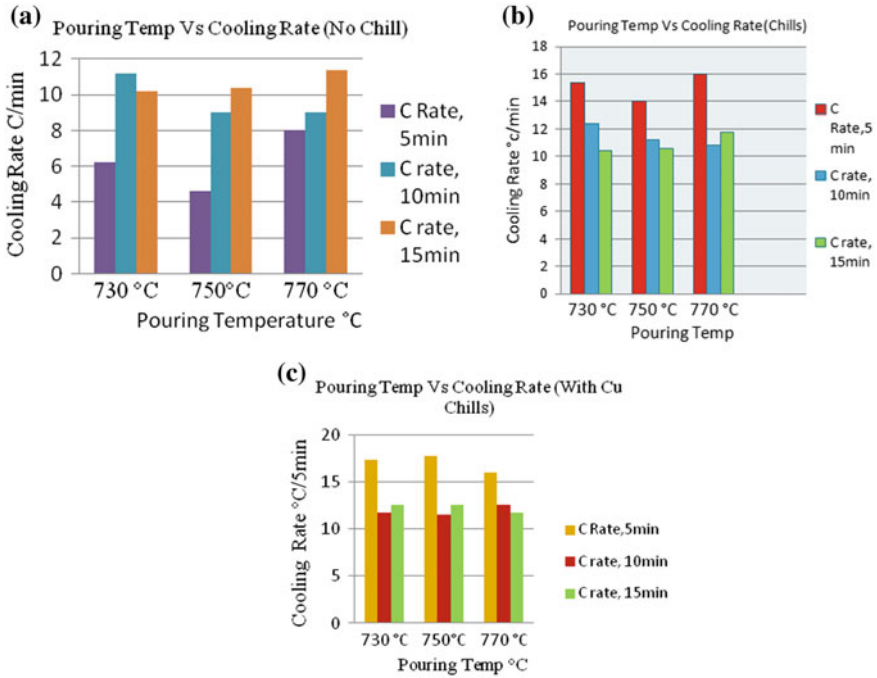 (a)
Pouring Temp Vs Cooling Rate (No Chill)
Cooling Rate C/min
12
10
8
6
4
2
0
730 °C 750°C 770 °C
Pouring Temperature °C
C Rate,
5min
C rate,
10min
C rate,
15min
(b)
Pouring Temp Vs Cooling Rate(Chills)
Cooling Rate °c/min
18
16
14
12
10
8
6
4
2
0
730 °C 750 °C 770 °C
Pouring Temp
C
Rate,5
min
C rate,
10min
C rate,
15min
(c)
Pouring Temp Vs Cooling Rate (With Cu
Chills)
Cooling Rate °C/5min
20
15
10
5
0
730 °C 750 °C 770 °C
Pouring Temp °C
C Rate,5min
C rate, 10min
C rate, 15min